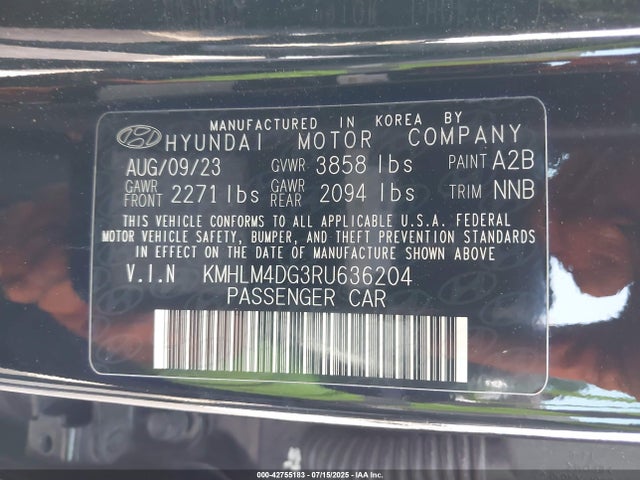 MANUFACTURED IN KOREA BY
HYUNDAI MOTOR COMPANY
AUG/09/23 GVWR 3858 lbs PAINT A2B
GAWR FRONT 2271 lbs GAWR REAR 2094 lbs TRIM NNB
THIS VEHICLE CONFORMS TO ALL APPLICABLE U.S.A. FEDERAL
MOTOR VEHICLE SAFETY, BUMPER, AND THEFT PREVENTION STANDARDS
IN EFFECT ON THE DATE OF MANUFACTURE SHOWN ABOVE
V.I.N KMHLM4DG3RU636204
PASSENGER CAR
000-42755183 - 07/15/2025 - IAA Inc.